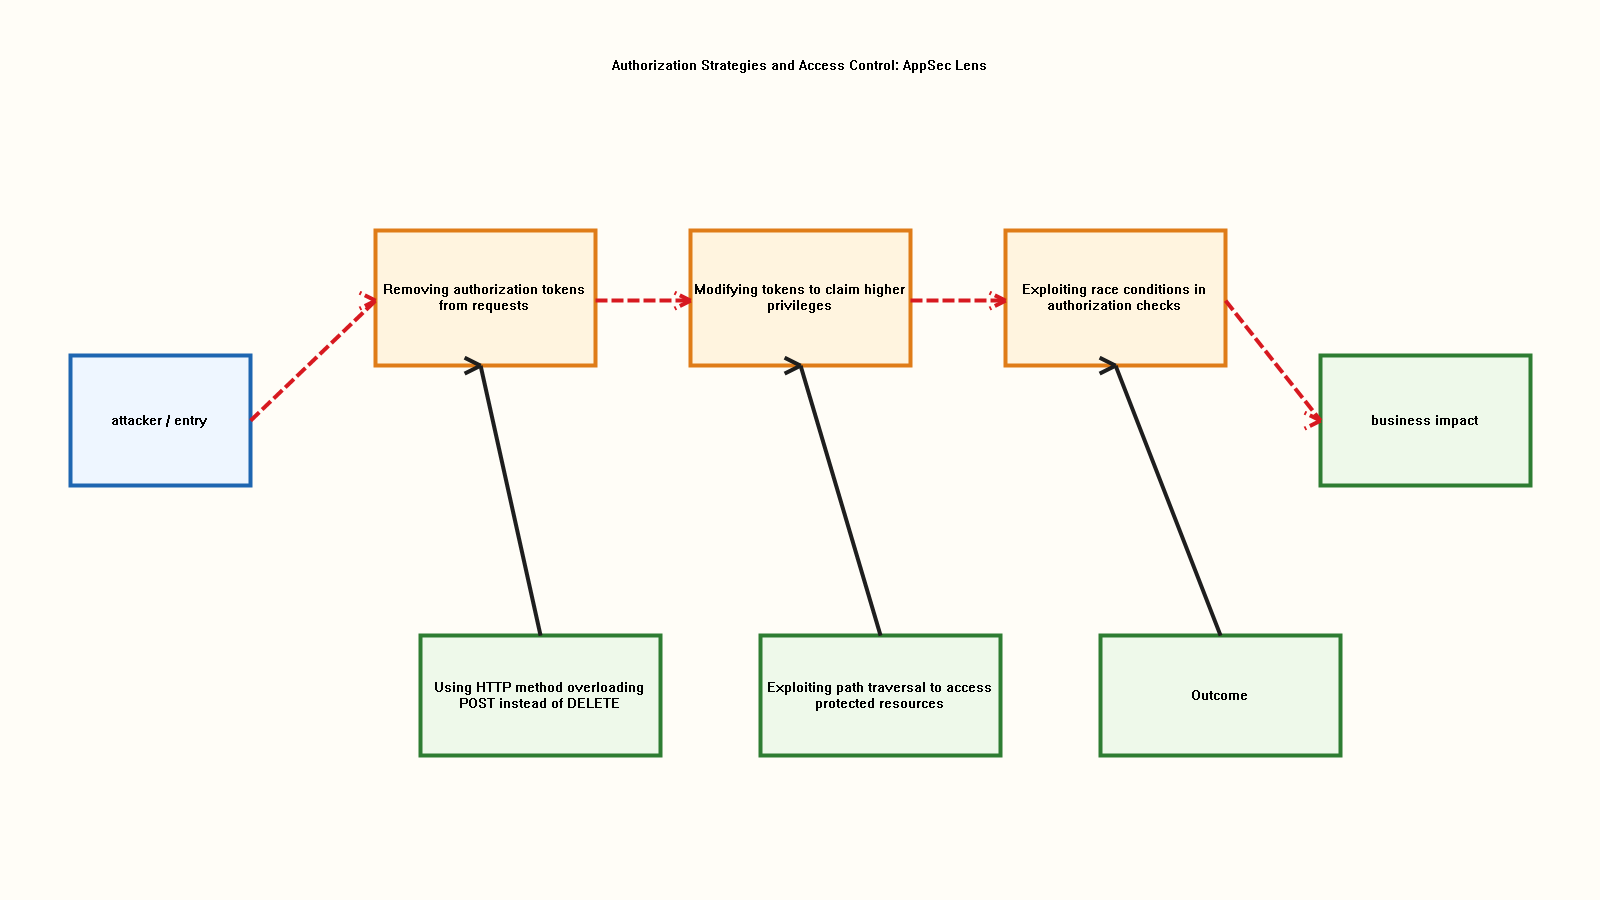 Authorization Strategies and Access Control: AppSec Lens
Removing authorization tokens
from requests
Modifying tokens to claim higher
privileges
Exploiting race conditions in
authorization checks
attacker / entry
business impact
Using HTTP method overloading
POST instead of DELETE
Exploiting path traversal to access
protected resources
Outcome